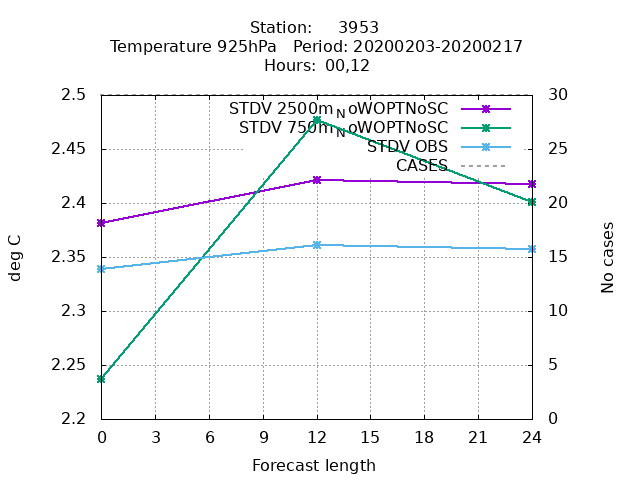 Station: 3953
Temperature 925hPa Period: 20200203-20200217
Hours: 00,12
2.5 30
STDV 2500m_NoWOPTNoSC
STDV 750m_NoWOPTNoSC
2.45 STDV OBS 25
CASES
2.4 20
2.35 15
2.3 10
2.25 5
2.2 0
deg C
No cases
0 3 6 9 12 15 18 21 24
Forecast length